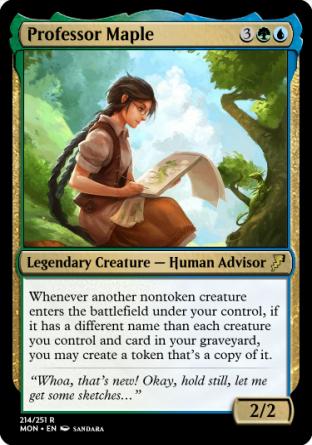 Professor Maple 3
Legendary Creature — Human Advisor
Whenever another nontoken creature
enters the battlefield under your control, if
it has a different name than each creature
you control and card in your graveyard,
you may create a token that's a copy of it.
“Whoa, that's new! Okay, hold still, let me
get some sketches…”
2/2
214/251 R
MON • EN SANDARA